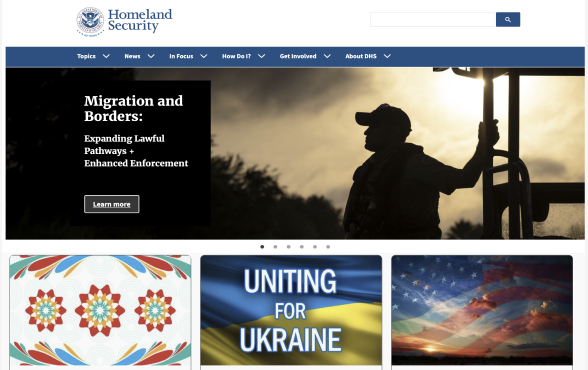 Homeland
Security
Topics
News
In Focus
How Do I?
Get Involved
About DHS
Migration and
Borders:
Expanding Lawful
Pathways +
Enhanced Enforcement
Learn more
UNITING
FOR
UKRAINE